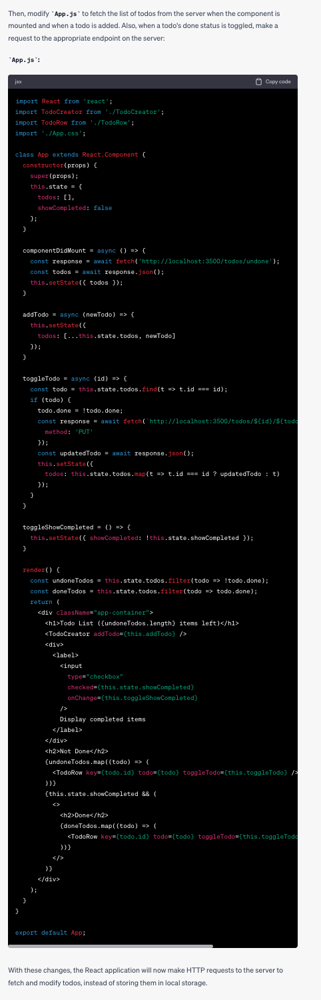 Then, modify `App.js` to fetch the list of todos from the server when the component is
mounted and when a todo is added. Also, when a todo's done status is toggled, make a
request to the appropriate endpoint on the server:
`App.js`:
jsx Copy code
import React from 'react';
import TodoCreator from './TodoCreator';
import TodoRow from './TodoRow';
import './App.css';
class App extends React.Component {
constructor(props) {
super(props);
this.state = {
todos: [],
showCompleted: false
};
}
componentDidMount = async () => {
const response = await fetch('http://localhost:3500/todos/undone');
const todos = await response.json();
this.setState({ todos });
}
addTodo = async (newTodo) => {
this.setState({
todos: [...this.state.todos, newTodo]
});
}
toggleTodo = async (id) => {
const todo = this.state.todos.find(t => t.id === id);
if (todo) {
todo.done = !todo.done;
const response = await fetch(`http://localhost:3500/todos/${id}/${todo
method: 'PUT'
});
const updatedTodo = await response.json();
this.setState({
todos: this.state.todos.map(t => t.id === id ? updatedTodo : t)
});
}
}
toggleShowCompleted = () => {
this.setState({ showCompleted: !this.state.showCompleted });
}
render() {
const undoneTodos = this.state.todos.filter(todo => !todo.done);
const doneTodos = this.state.todos.filter(todo => todo.done);
return (
<div className="app-container">
<h1>Todo List ({undoneTodos.length} items left)</h1>
<TodoCreator addTodo={this.addTodo} />
<div>
<label>
<input
type="checkbox"
checked={this.state.showCompleted}
onChange={this.toggleShowCompleted}
/>
Display completed items
</label>
</div>
<h2>Not Done</h2>
{undoneTodos.map((todo) => (
<TodoRow key={todo.id} todo={todo} toggleTodo={this.toggleTodo} />
))}
{this.state.showCompleted && (
<>
<h2>Done</h2>
{doneTodos.map((todo) => (
<TodoRow key={todo.id} todo={todo} toggleTodo={this.toggleTodo
))}
</>
)}
</div>
);
}
}
export default App;
With these changes, the React application will now make HTTP requests to the server to
fetch and modify todos, instead of storing them in local storage.